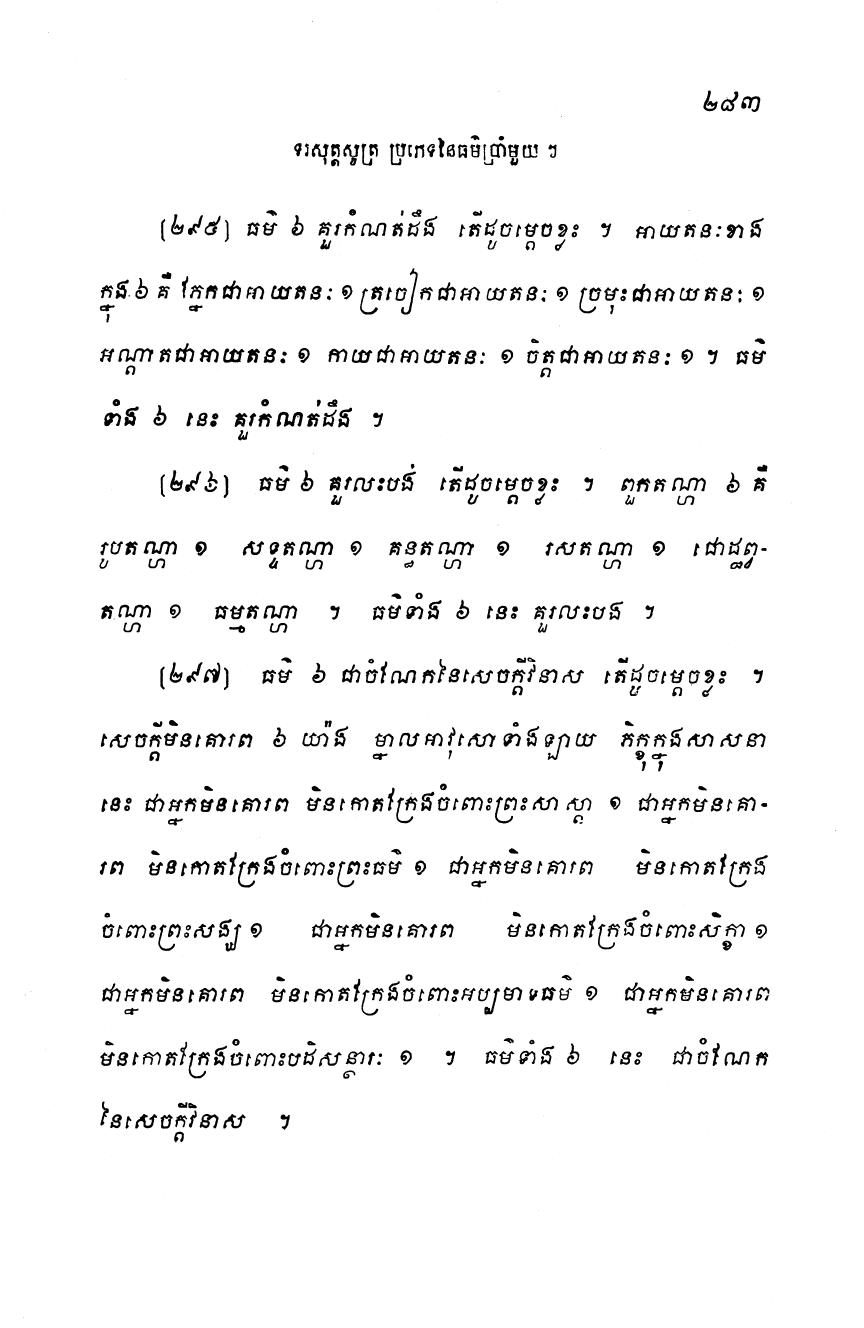 ២៨៣
ទសុត្តរសូត្រ ប្រភេទនៃធម៌ប្រាំមួយ ។
(២៩៥) ធម៌ ៦ គួរកំណត់ដឹង តើដូចម្តេចខ្លះ ។ អាយតនៈខាង
ក្នុង ៦ គឺ ភ្នែកជាអាយតនៈ ១ ត្រចៀកជាអាយតនៈ ១ ច្រមុះជាអាយតនៈ ១
អណ្តាតជាអាយតនៈ ១ កាយជាអាយតនៈ ១ ចិត្តជាអាយតនៈ ១ ។ ធម៌
ទាំង ៦ នេះ គួរកំណត់ដឹង ។
(២៩៦) ធម៌ ៦ គួរលះបង់ តើដូចម្តេចខ្លះ ។ ពួកតណ្ហា ៦ គឺ
រូបតណ្ហា ១ សទ្ទតណ្ហា ១ គន្ធតណ្ហា ១ រសតណ្ហា ១ ផោដ្ឋព្វ-
តណ្ហា ១ ធម្មតណ្ហា ។ ធម៌ទាំង ៦ នេះ គួរលះបង ។
(២៩៧) ធម៌ ៦ ជាចំណែកនៃសេចក្តីវិនាស តើដូចម្តេចខ្លះ ។
សេចក្តីមិនគោរព ៦ យ៉ាង ម្នាលអាវុសោទាំងឡាយ ភិក្ខុក្នុងសាសនា
នេះ ជាអ្នកមិនគោរព មិនកោតក្រែងចំពោះព្រះសាស្តា ១ ជាអ្នកមិនគោ-
រព មិនកោតក្រែងចំពោះព្រះធម៌ ១ ជាអ្នកមិនគោរព មិនកោតក្រែង
ចំពោះព្រះសង្ឃ ១ ជាអ្នកមិនគោរព មិនកោតក្រែងចំពោះសិក្ខា ១
ជាអ្នកមិនគោរព មិនកោតក្រែងចំពោះអប្បមាទធម៌ ១ ជាអ្នកមិនគោរព
មិនកោតក្រែងចំពោះបដិសន្ថារៈ ១ ។ ធម៌ទាំង ៦ នេះ ជាចំណែក
នៃសេចក្តីវិនាស ។